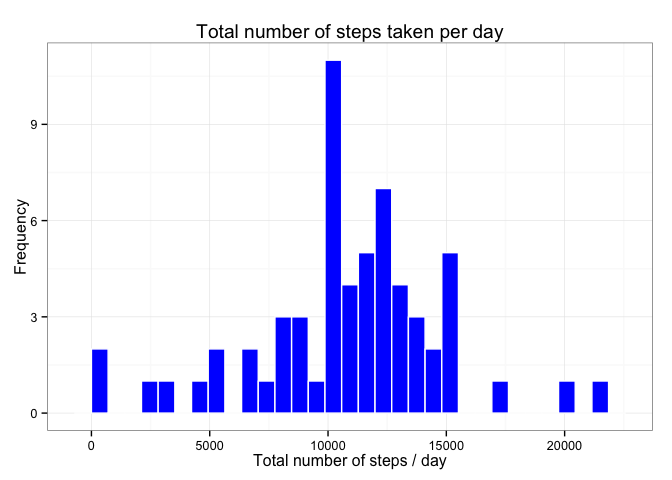 Total number of steps taken per day
Frequency
9
6
3
0
0 5000 10000 15000 20000
Total number of steps / day